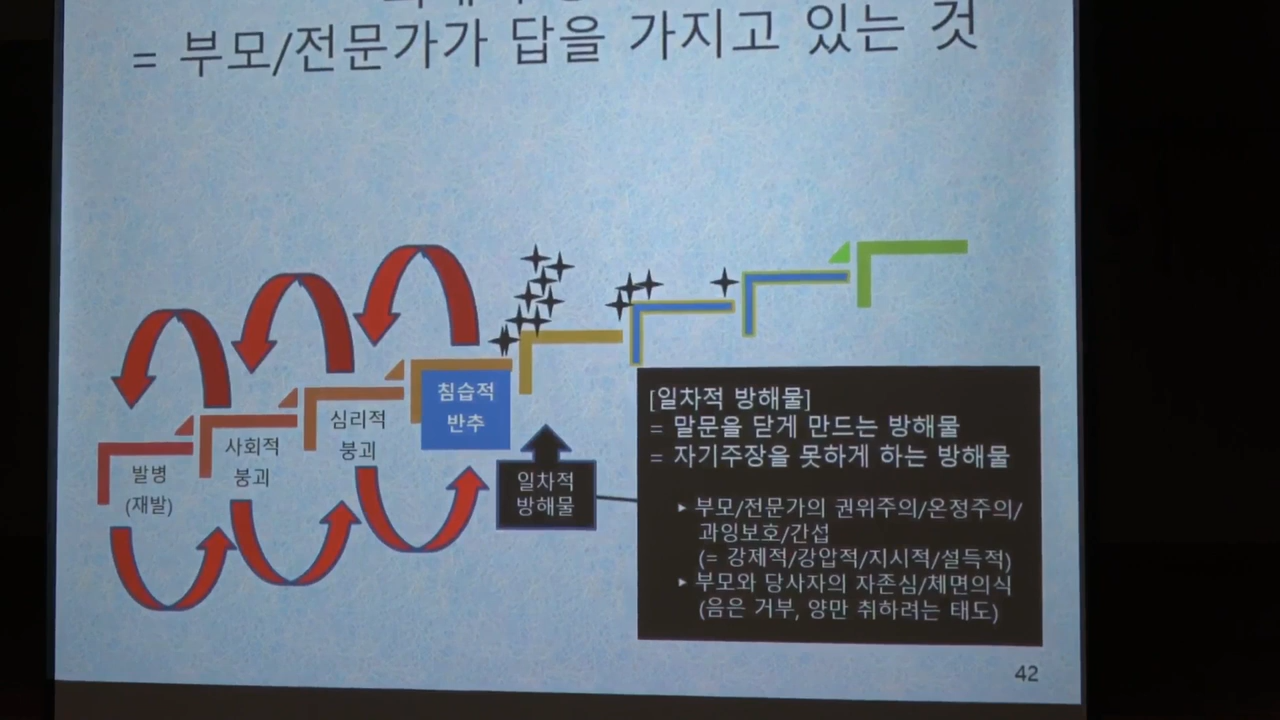 = 부모/전문가가 답을 가지고 있는 것
침습적
반추
심리적
붕괴
사회적
붕괴
발병
(재발)
일차적
방해물
[일차적 방해물]
= 말문을 닫게 만드는 방해물
= 자기주장을 못하게 하는 방해물
▸ 부모/전문가의 권위주의/온정주의/
과잉보호/간섭
(= 강제적/강압적/지시적/설득적)
▸ 부모와 당사자의 자존심/체면의식
(음은 거부, 양만 취하려는 태도)
42